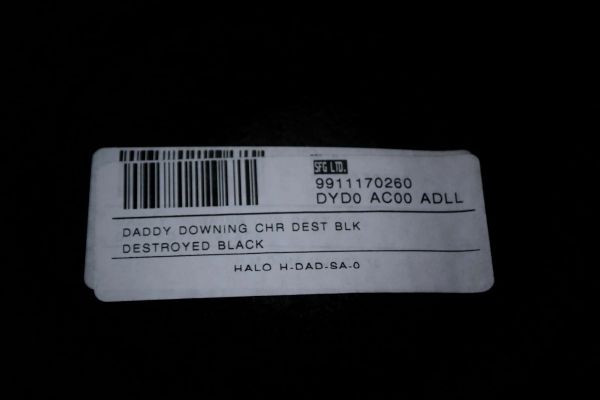 SFG LTD.
9911170260
DYD0 AC00 ADLL
DADDY DOWNING CHR DEST BLK
DESTROYED BLACK
HALO H-DAD-SA-0